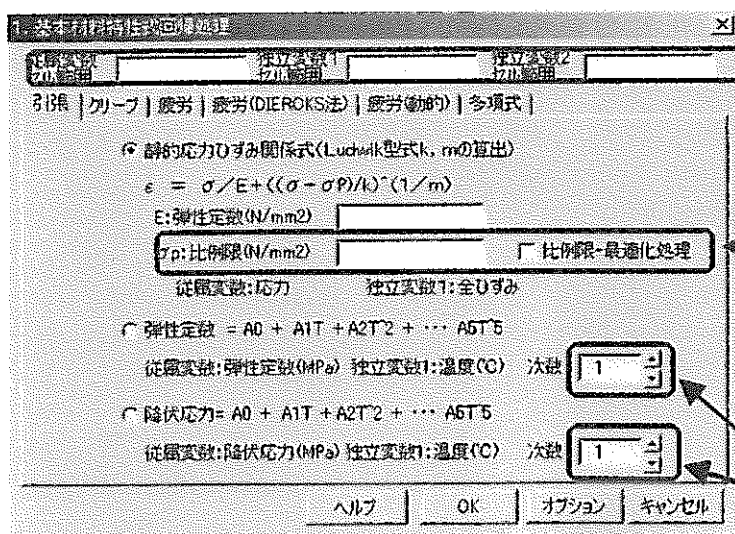 1. 基本材料特性式回帰処理
従属変数 セル範囲
独立変数1 セル範囲
独立変数2 セル範囲
引張 | クリープ | 疲労 | 疲労(DIEROKS法) | 疲労(動的) | 多項式 |
静的応力ひずみ関係式(Ludwik型式k, mの算出)
ε = σ/E+((σ-σP)/k)^(1/m)
E:弾性定数(N/mm2)
σp:比例限(N/mm2) 比例限-最適化処理
従属変数:応力 独立変数1:全ひずみ
弾性定数 = A0 + A1T +A2T^2 + ··· A5T^5
従属変数:弾性定数(MPa) 独立変数1:温度(℃) 次数 1
降伏応力= A0 + A1T +A2T^2 + ··· A5T^5
従属変数:降伏応力(MPa) 独立変数1:温度(℃) 次数 1
ヘルプ OK オプション キャンセル